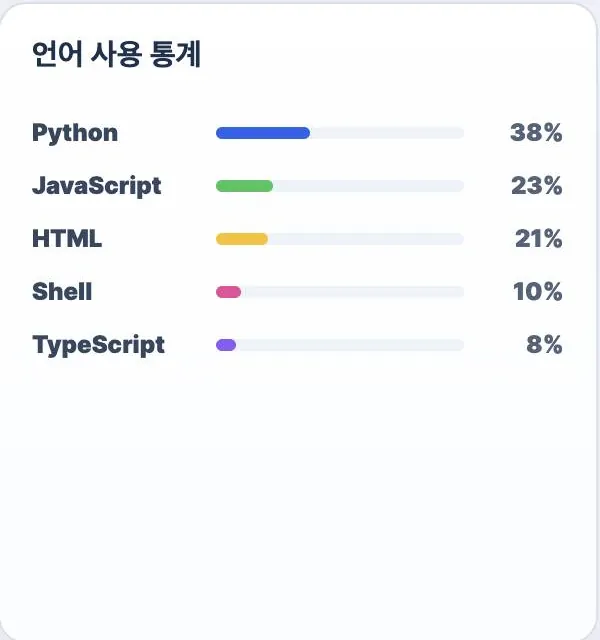 언어 사용 통계
Python 38%
JavaScript 23%
HTML 21%
Shell 10%
TypeScript 8%